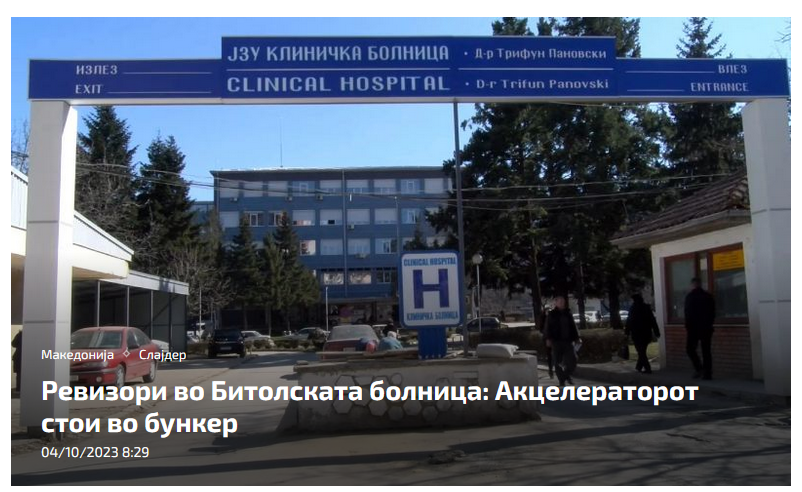 ЈЗУ КЛИНИЧКА БОЛНИЦА • Д-р Трифун Пановски
ИЗЛЕЗ
ВЛЕЗ
CLINICAL HOSPITAL • D-r Trifun Panovski
EXIT
ENTRANCE
CLINICAL HOSPITAL
H
КЛИНИЧКА БОЛНИЦА
Македонија ◇ Слајдер
Ревизори во Битолската болница: Акцелераторот
стои во бункер
04/10/2023 8:29